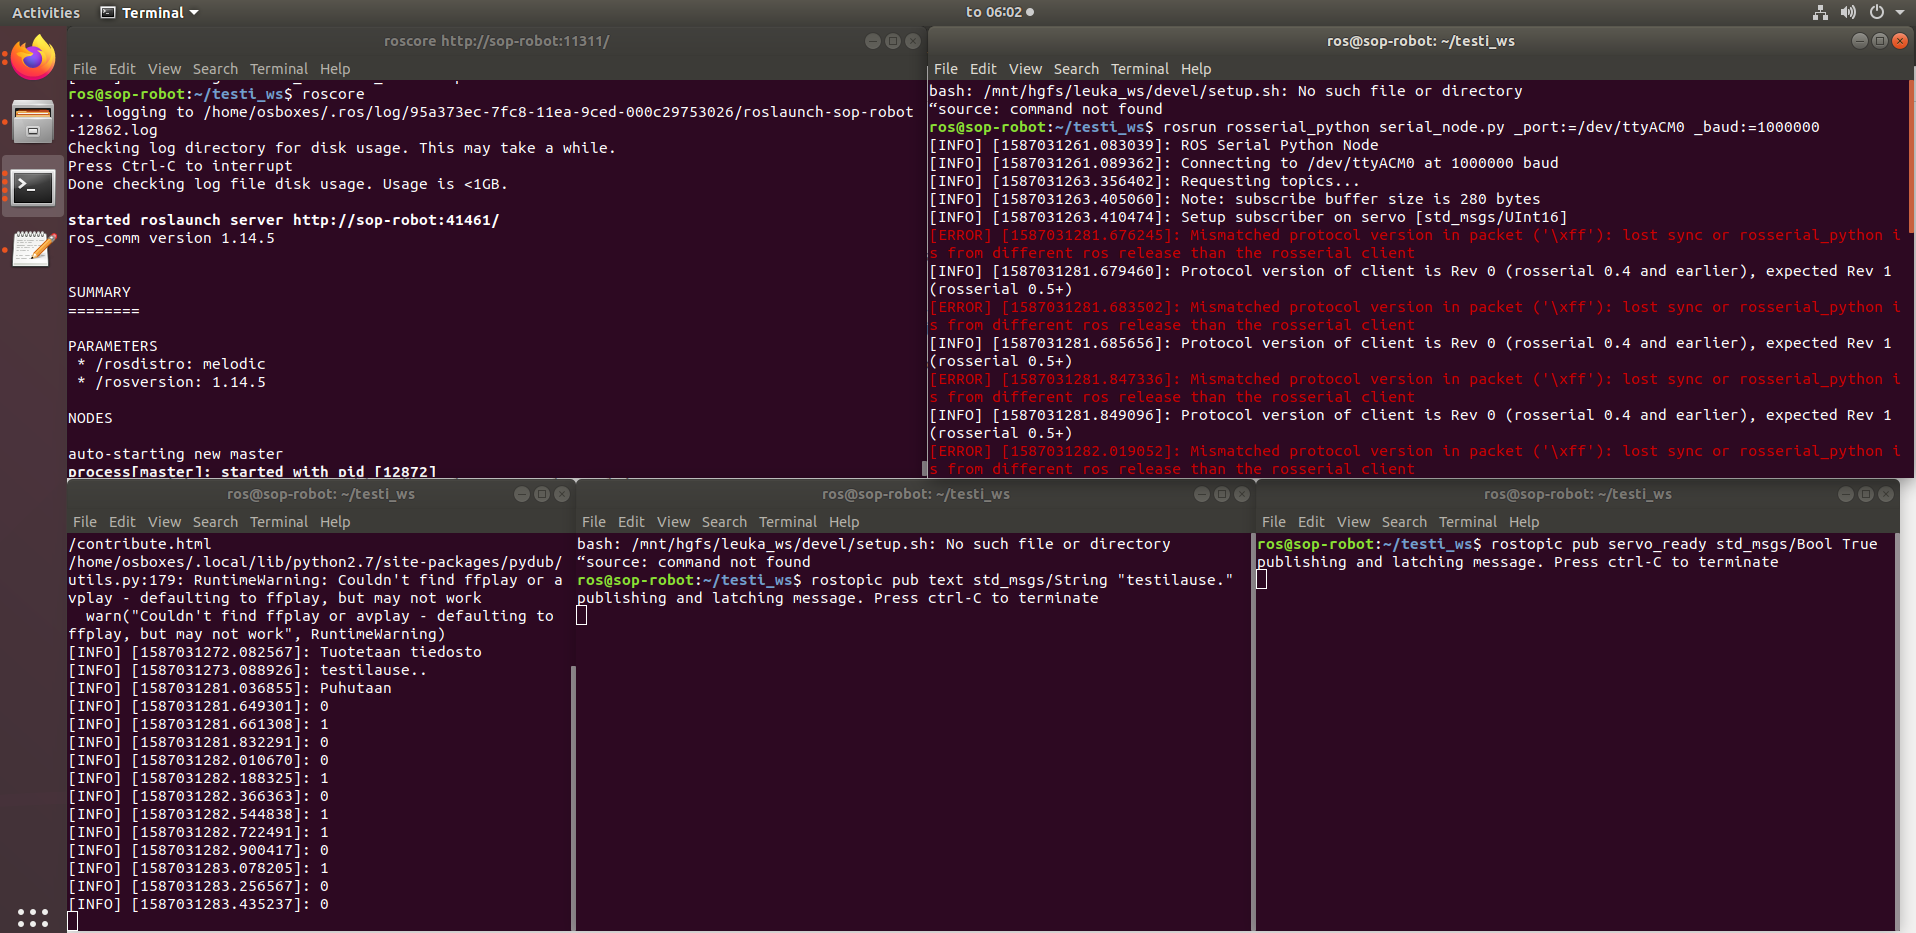 Activities Terminal to 06:02
roscore http://sop-robot:11311/
File Edit View Search Terminal Help
ros@sop-robot:~/testi_ws$ roscore
... logging to /home/osboxes/.ros/log/95a373ec-7fc8-11ea-9ced-000c29753026/roslaunch-sop-robot
-12862.log
Checking log directory for disk usage. This may take a while.
Press Ctrl-C to interrupt
Done checking log file disk usage. Usage is <1GB.
started roslaunch server http://sop-robot:41461/
ros_comm version 1.14.5
SUMMARY
========
PARAMETERS
* /rosdistro: melodic
* /rosversion: 1.14.5
NODES
auto-starting new master
process[master]: started with pid [12872]
ros@sop-robot: ~/testi_ws
File Edit View Search Terminal Help
bash: /mnt/hgfs/leuka_ws/devel/setup.sh: No such file or directory
“source: command not found
ros@sop-robot:~/testi_ws$ rosrun rosserial_python serial_node.py _port:=/dev/ttyACM0 _baud:=1000000
[INFO] [1587031261.083039]: ROS Serial Python Node
[INFO] [1587031261.089362]: Connecting to /dev/ttyACM0 at 1000000 baud
[INFO] [1587031263.356402]: Requesting topics...
[INFO] [1587031263.405060]: Note: subscribe buffer size is 280 bytes
[INFO] [1587031263.410474]: Setup subscriber on servo [std_msgs/UInt16]
[ERROR] [1587031281.676245]: Mismatched protocol version in packet ('\xff'): lost sync or rosserial_python i
s from different ros release than the rosserial client
[INFO] [1587031281.679460]: Protocol version of client is Rev 0 (rosserial 0.4 and earlier), expected Rev 1
(rosserial 0.5+)
[ERROR] [1587031281.683502]: Mismatched protocol version in packet ('\xff'): lost sync or rosserial_python i
s from different ros release than the rosserial client
[INFO] [1587031281.685656]: Protocol version of client is Rev 0 (rosserial 0.4 and earlier), expected Rev 1
(rosserial 0.5+)
[ERROR] [1587031281.847336]: Mismatched protocol version in packet ('\xff'): lost sync or rosserial_python i
s from different ros release than the rosserial client
[INFO] [1587031281.849096]: Protocol version of client is Rev 0 (rosserial 0.4 and earlier), expected Rev 1
(rosserial 0.5+)
[ERROR] [1587031282.019052]: Mismatched protocol version in packet ('\xff'): lost sync or rosserial_python i
s from different ros release than the rosserial client
ros@sop-robot: ~/testi_ws
File Edit View Search Terminal Help
/contribute.html
/home/osboxes/.local/lib/python2.7/site-packages/pydub/
utils.py:179: RuntimeWarning: Couldn't find ffplay or a
vplay - defaulting to ffplay, but may not work
warn("Couldn't find ffplay or avplay - defaulting to
ffplay, but may not work", RuntimeWarning)
[INFO] [1587031272.082567]: Tuotetaan tiedosto
[INFO] [1587031273.088926]: testilause..
[INFO] [1587031281.036855]: Puhutaan
[INFO] [1587031281.649301]: 0
[INFO] [1587031281.661308]: 1
[INFO] [1587031281.832291]: 0
[INFO] [1587031282.010670]: 0
[INFO] [1587031282.188325]: 1
[INFO] [1587031282.366363]: 0
[INFO] [1587031282.544838]: 1
[INFO] [1587031282.722491]: 1
[INFO] [1587031282.900417]: 0
[INFO] [1587031283.078205]: 1
[INFO] [1587031283.256567]: 0
[INFO] [1587031283.435237]: 0
ros@sop-robot: ~/testi_ws
File Edit View Search Terminal Help
bash: /mnt/hgfs/leuka_ws/devel/setup.sh: No such file or directory
“source: command not found
ros@sop-robot:~/testi_ws$ rostopic pub text std_msgs/String "testilause."
publishing and latching message. Press ctrl-C to terminate
ros@sop-robot: ~/testi_ws
File Edit View Search Terminal Help
ros@sop-robot:~/testi_ws$ rostopic pub servo_ready std_msgs/Bool True
publishing and latching message. Press ctrl-C to terminate